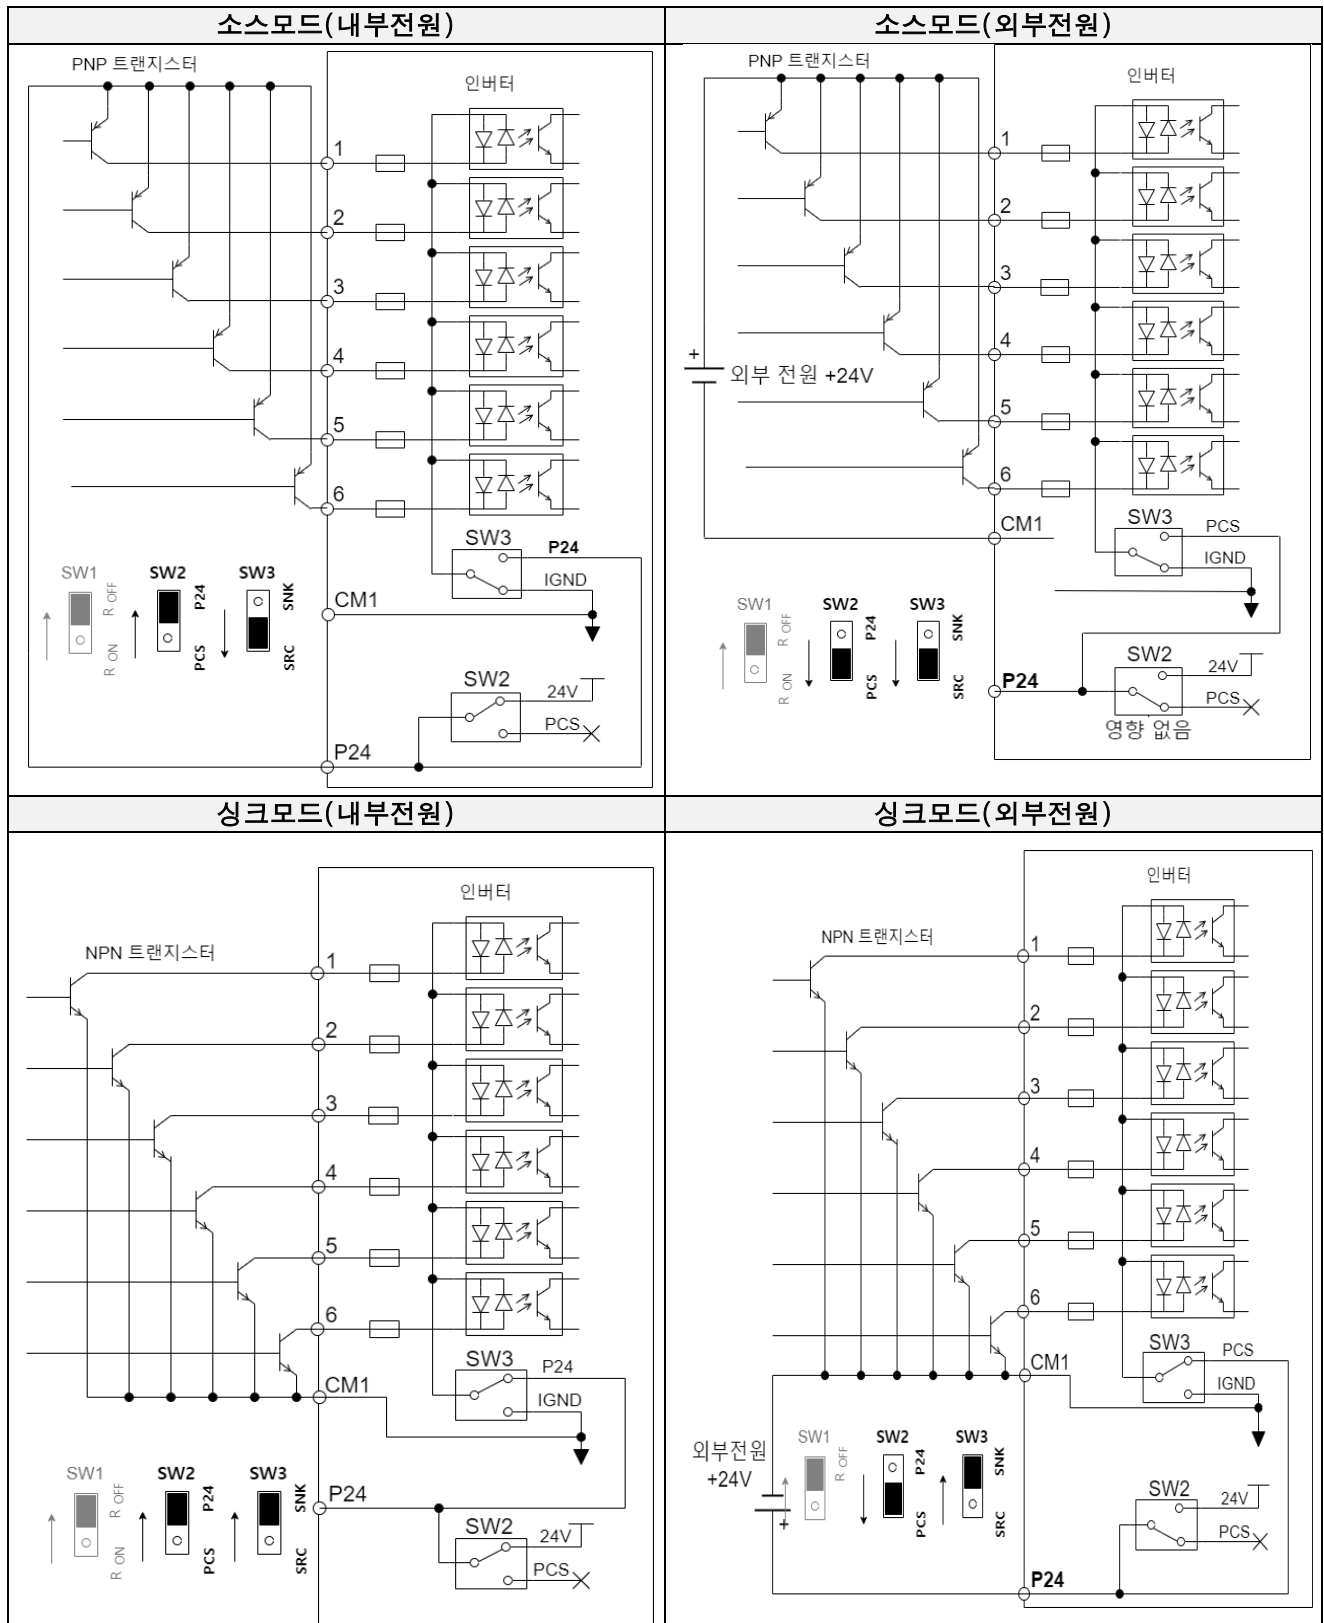 소스모드(내부전원)
소스모드(외부전원)
PNP 트랜지스터
인버터
1
2
3
4
5
6
SW3
P24
IGND
CM1
SW1
R OFF
R ON
SW2
P24
PCS
SW3
SNK
SRC
SW2
24V
PCS
P24
PNP 트랜지스터
인버터
1
2
3
4
5
6
+
외부 전원 +24V
CM1
SW3
PCS
IGND
SW1
R OFF
R ON
SW2
P24
PCS
SW3
SNK
SRC
P24
SW2
24V
PCS
영향 없음
싱크모드(내부전원)
싱크모드(외부전원)
인버터
NPN 트랜지스터
1
2
3
4
5
6
SW3
P24
IGND
CM1
SW1
R OFF
R ON
SW2
P24
PCS
SW3
SNK
SRC
P24
SW2
24V
PCS
인버터
NPN 트랜지스터
1
2
3
4
5
6
CM1
SW3
PCS
IGND
외부전원
+24V
+
SW1
R OFF
SW2
P24
PCS
SW3
SNK
SRC
SW2
24V
PCS
P24